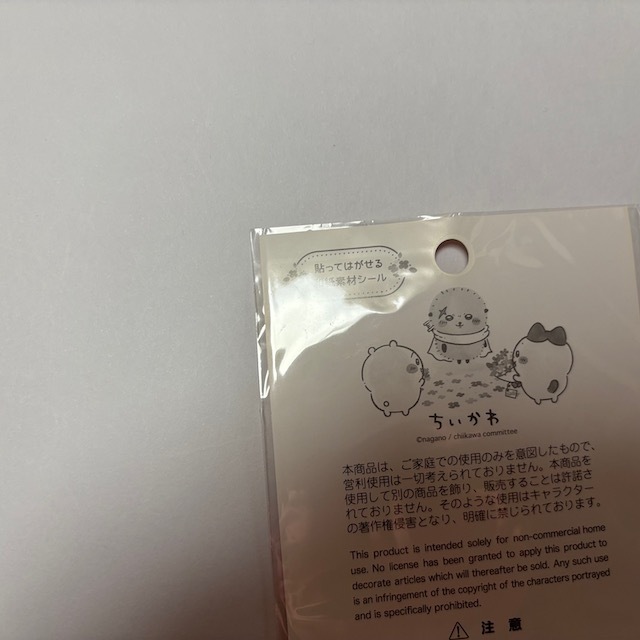 貼ってはがせる
素材シール
ちいかわ
©nagano / chiikawa committee
本商品は、ご家庭での使用のみを意図したもので、
営利使用は一切考えられておりません。本商品を
使用して別の商品を飾り、販売することは許諾さ
れておりません。そのような使用はキャラクター
の著作権侵害となり、明確に禁じられております。
This product is intended solely for non-commercial home
use. No license has been granted to apply this product to
decorate articles which will thereafter be sold. Any such use
is an infringement of the copyright of the characters portrayed
and is specifically prohibited.
注意